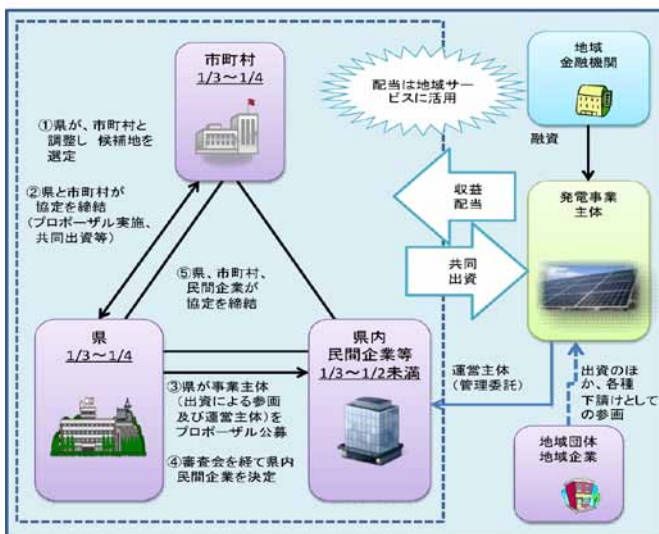 市町村
1/3～1/4
配当は地域サー
ビスに活用
地域
金融機関
①県が、市町村と
調整し 候補地を
選定
融資
②県と市町村が
協定を締結
(プロポーザル実施、
共同出資等)
収益
配当
発電事業
主体
共同
出資
⑤県、市町村、
民間企業が
協定を締結
県
1/3～1/4
県内
民間企業等
1/3～1/2未満
③県が事業主体
(出資による参画
及び運営主体)を
プロポーザル公募
④審査会を経て県内
民間企業を決定
運営主体
(管理委託)
出資のほ
か、各種
下請けとして
の参画
地域団体
地域企業